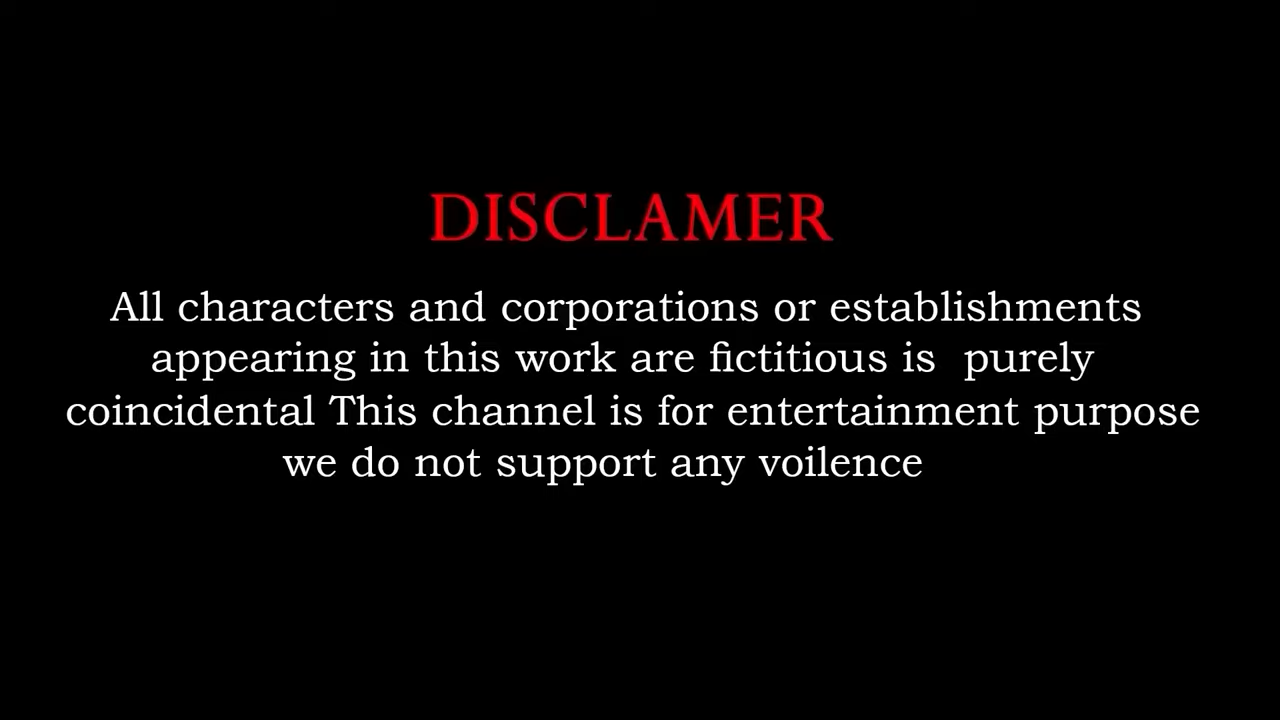 DISCLAMER
All characters and corporations or establishments
appearing in this work are fictitious is  purely
coincidental This channel is for entertainment purpose
we do not support any voilence